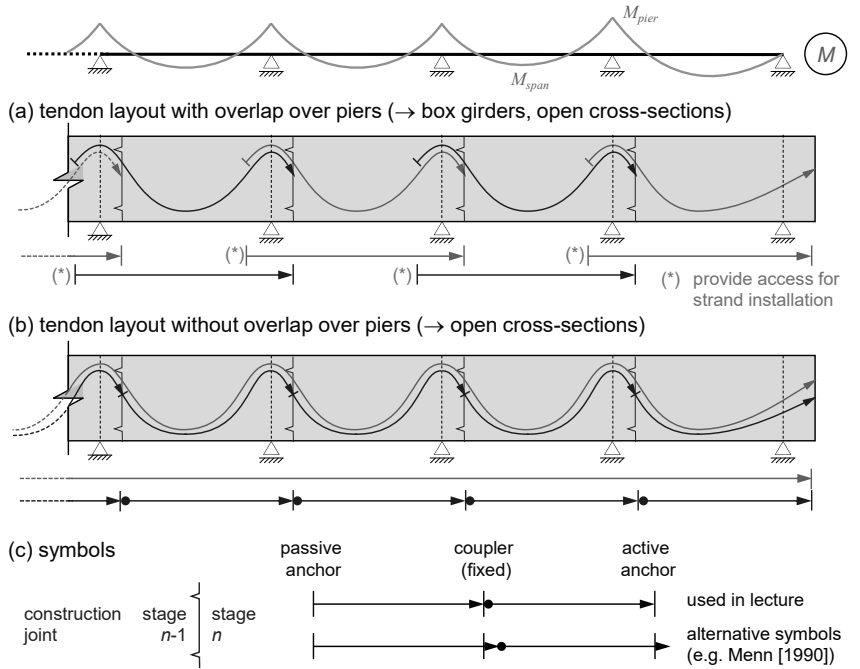 M_pier
M
M_span
(a) tendon layout with overlap over piers (→ box girders, open cross-sections)
(*)
(*)
(*)
(*)
(*) provide access for
strand installation
(b) tendon layout without overlap over piers (→ open cross-sections)
(c) symbols
passive
anchor
coupler
(fixed)
active
anchor
construction
joint
stage
n-1
stage
n
used in lecture
alternative symbols
(e.g. Menn [1990])